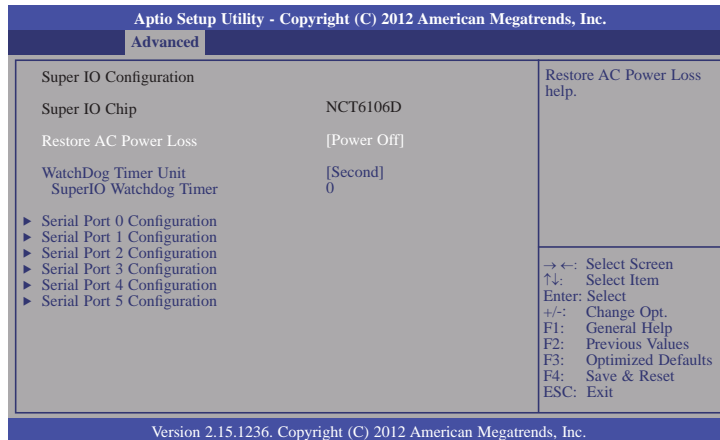 Aptio Setup Utility - Copyright (C) 2012 American Megatrends, Inc.
Advanced
Super IO Configuration
Super IO Chip NCT6106D
Restore AC Power Loss [Power Off]
WatchDog Timer Unit [Second]
SuperIO Watchdog Timer 0
▶ Serial Port 0 Configuration
▶ Serial Port 1 Configuration
▶ Serial Port 2 Configuration
▶ Serial Port 3 Configuration
▶ Serial Port 4 Configuration
▶ Serial Port 5 Configuration
Restore AC Power Loss
help.
→←: Select Screen
↑↓: Select Item
Enter: Select
+/-: Change Opt.
F1: General Help
F2: Previous Values
F3: Optimized Defaults
F4: Save & Reset
ESC: Exit
Version 2.15.1236. Copyright (C) 2012 American Megatrends, Inc.